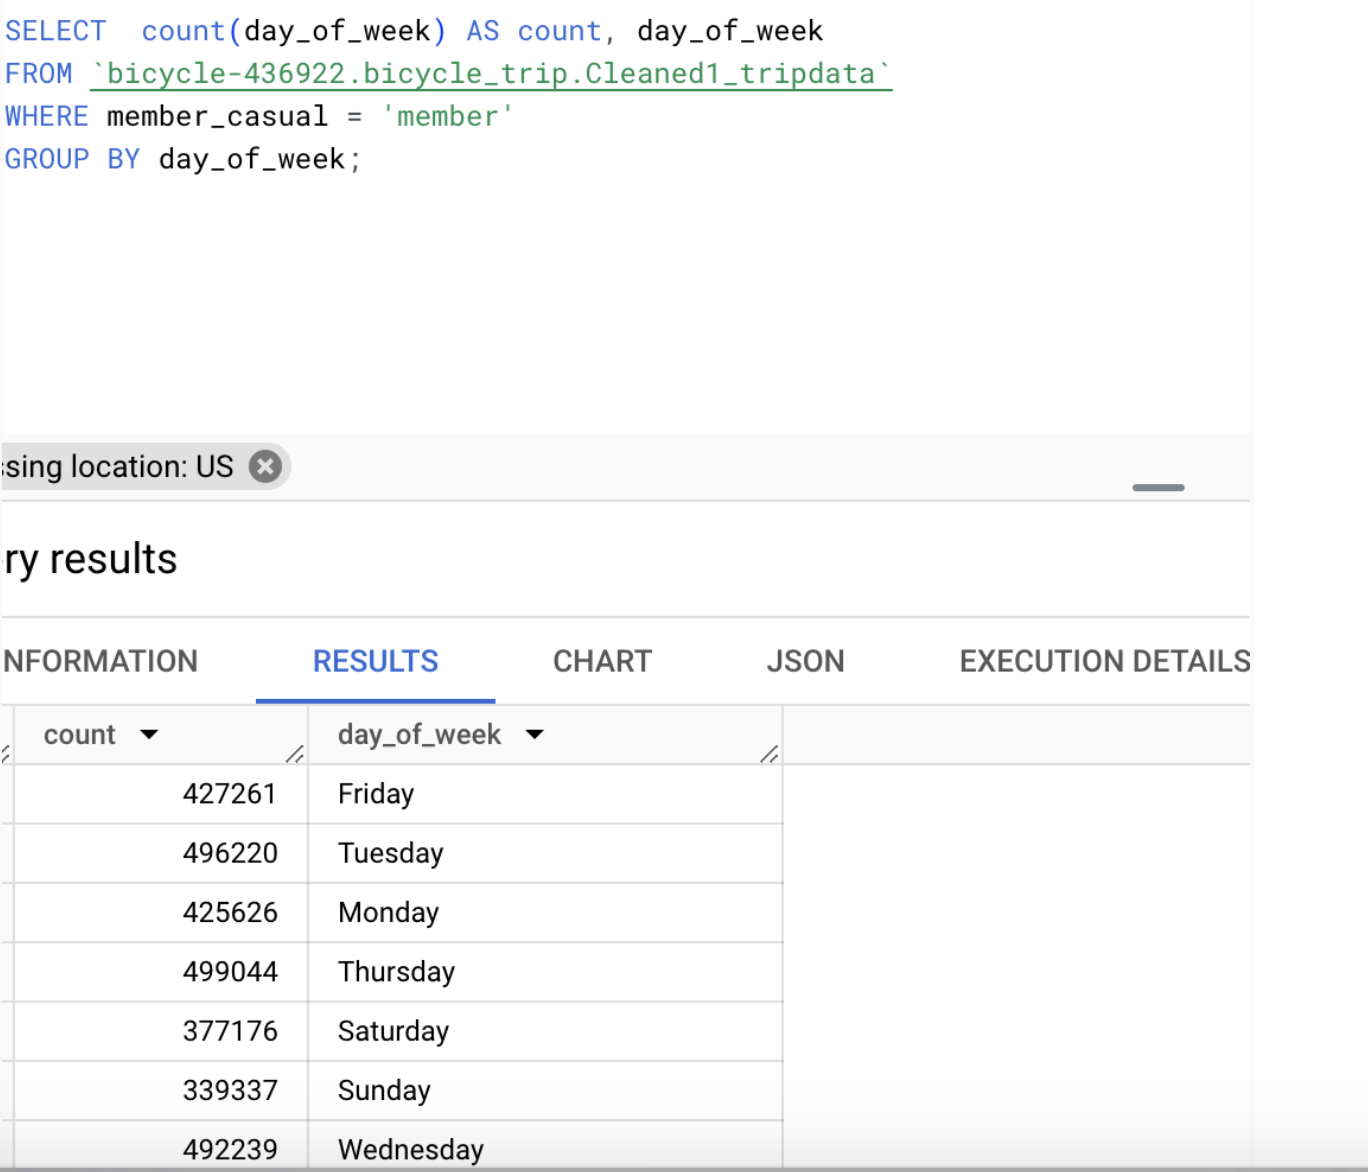 SELECT  count(day_of_week) AS count, day_of_week
FROM `bicycle-436922.bicycle_trip.Cleaned1_tripdata`
WHERE member_casual = 'member'
GROUP BY day_of_week;
ssing location: US
ry results
NFORMATION RESULTS CHART JSON EXECUTION DETAILS
count day_of_week
427261 Friday
496220 Tuesday
425626 Monday
499044 Thursday
377176 Saturday
339337 Sunday
492239 Wednesday